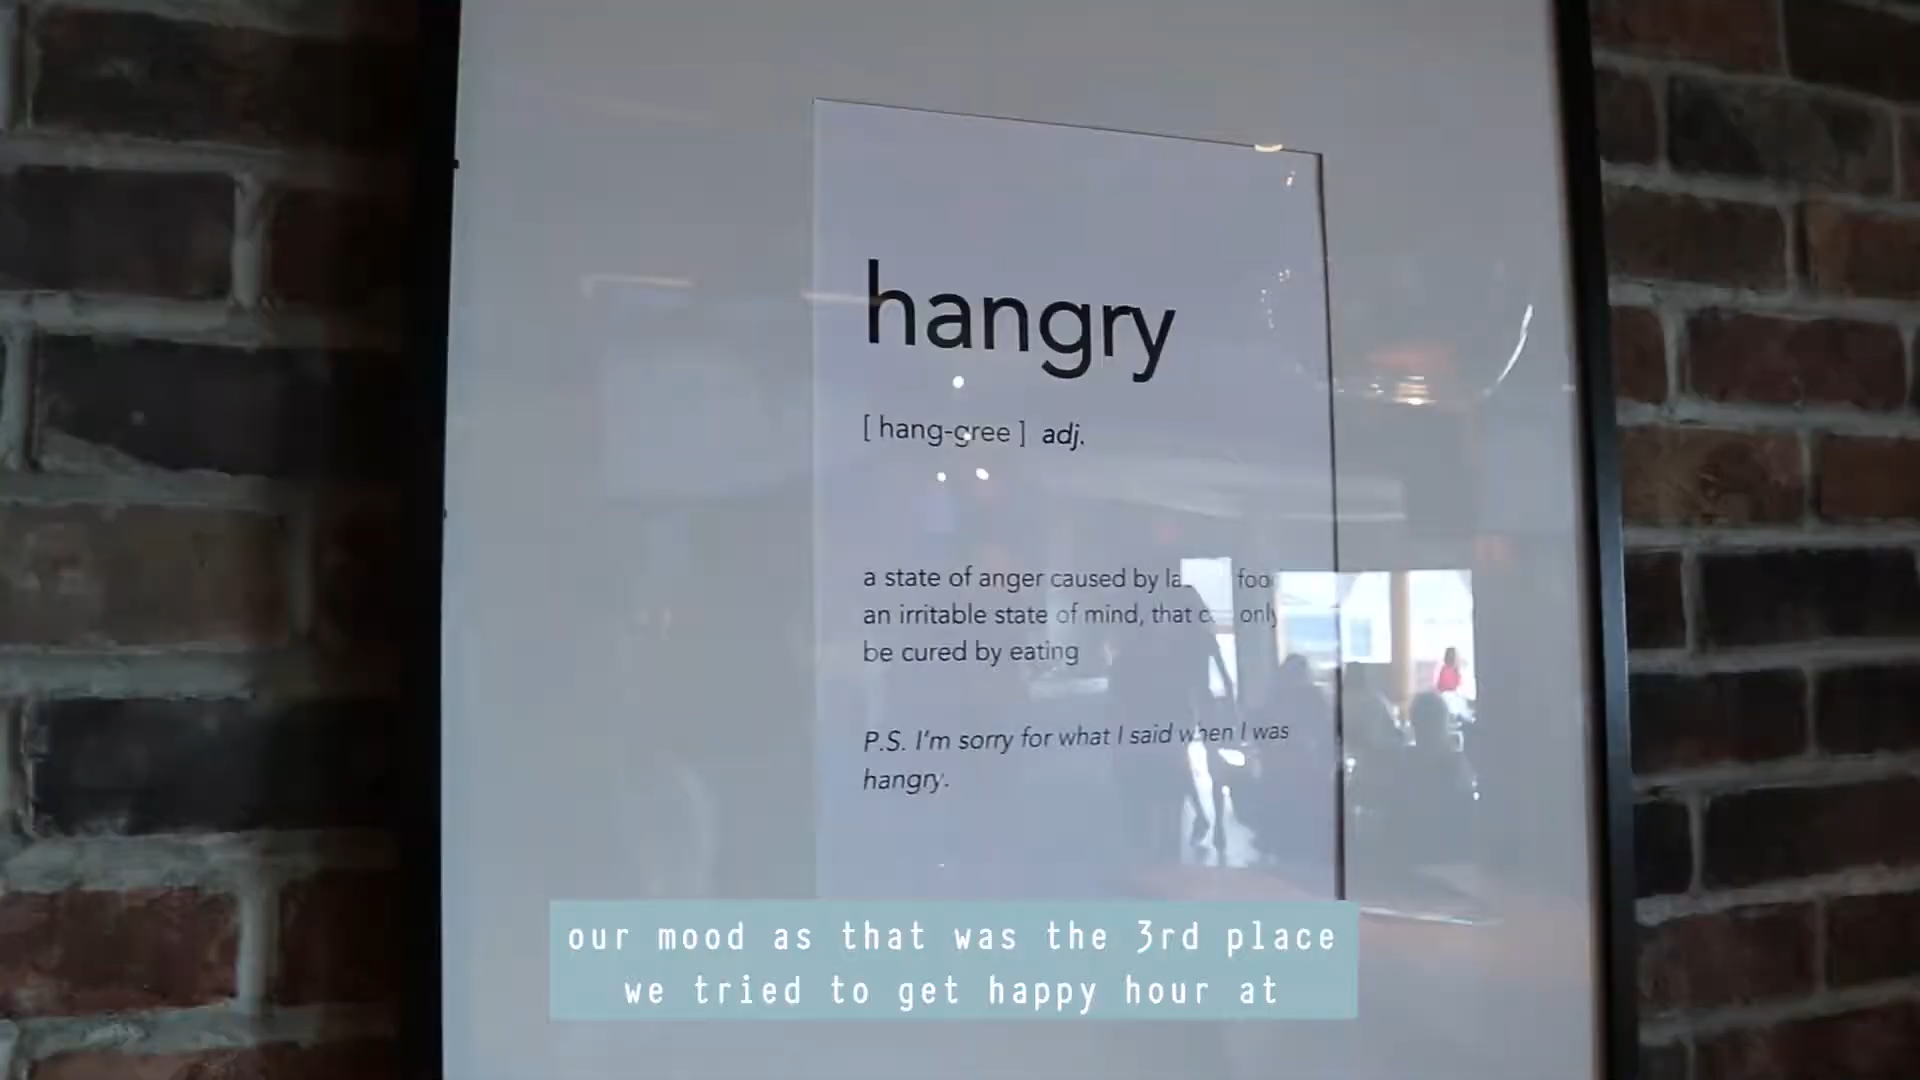 hangry
[ hang-gree ] adj.
a state of anger caused by
an irritable state of mind, that only
be cured by eating
P.S. I'm sorry for what I said when I was
hangry.
our mood as that was the 3rd place
we tried to get happy hour at